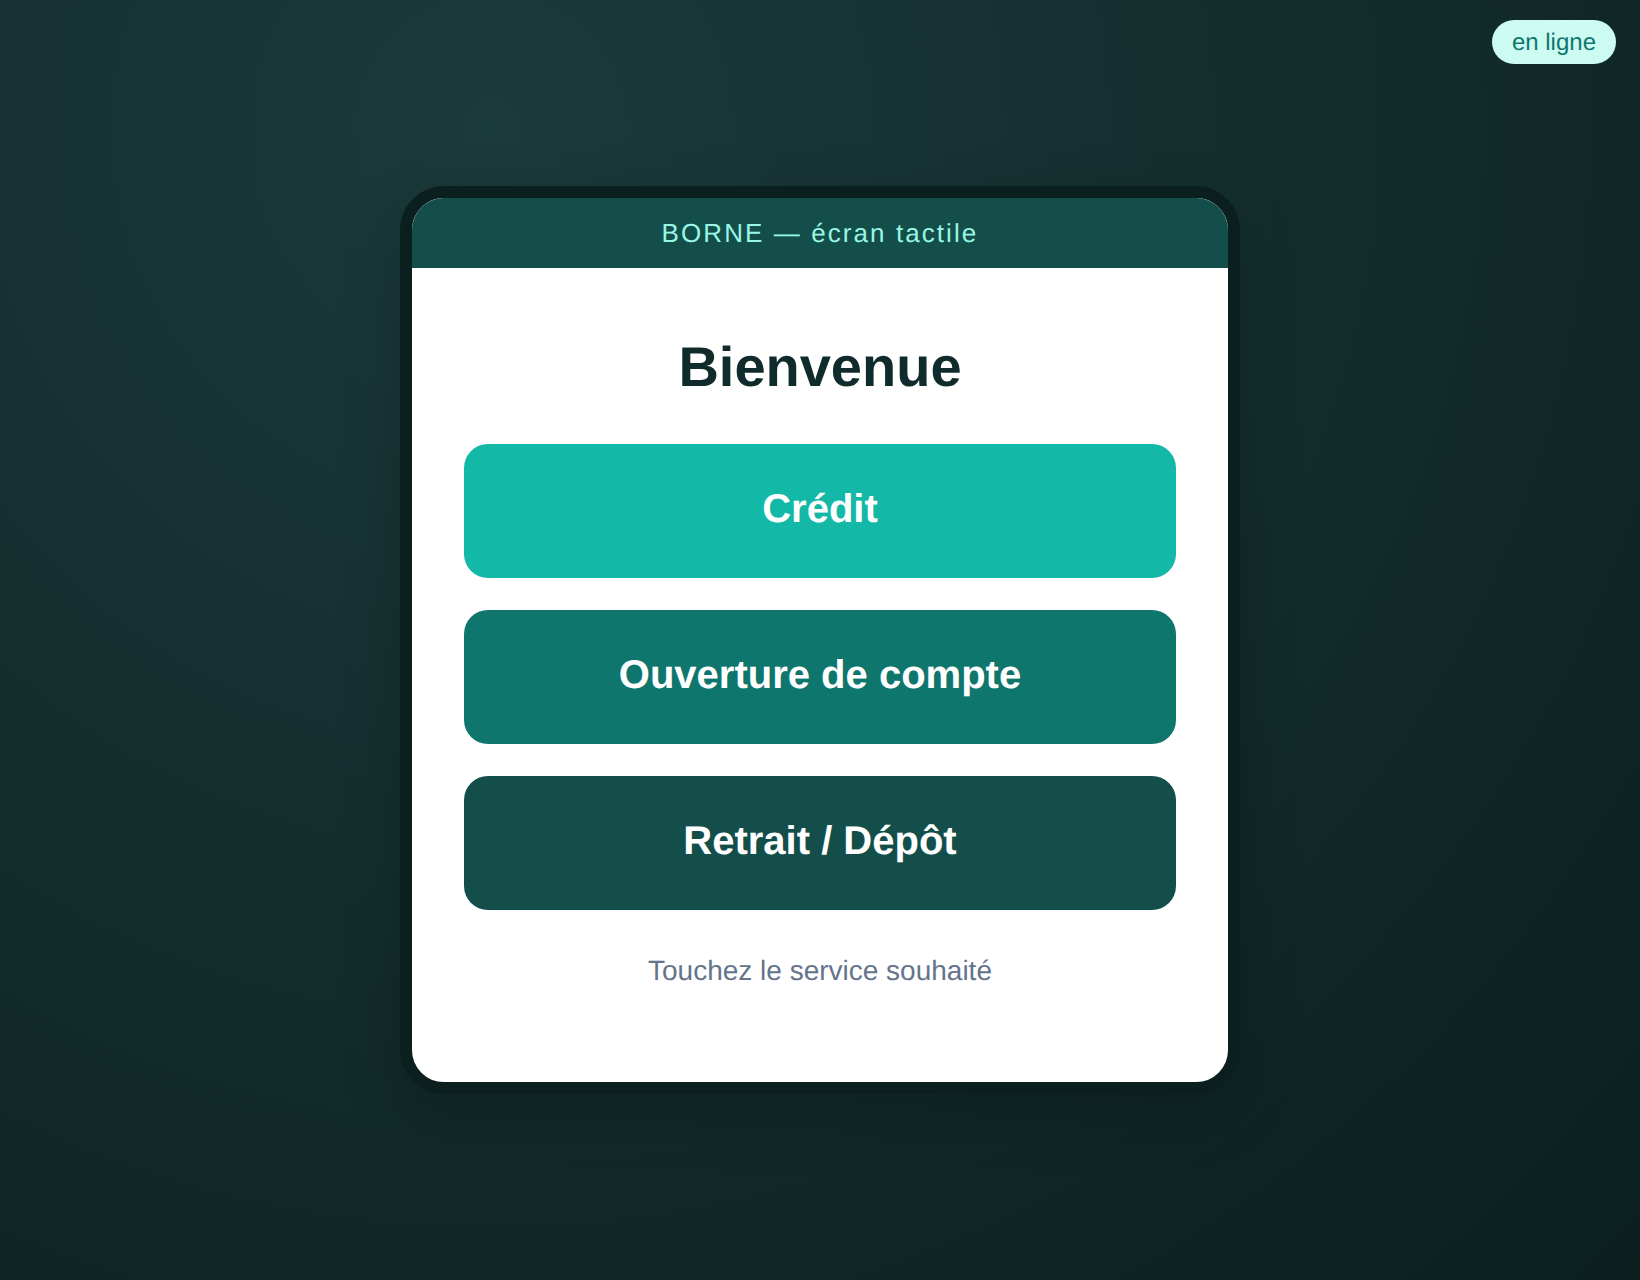 en ligne
BORNE — écran tactile
Bienvenue
Crédit
Ouverture de compte
Retrait / Dépôt
Touchez le service souhaité